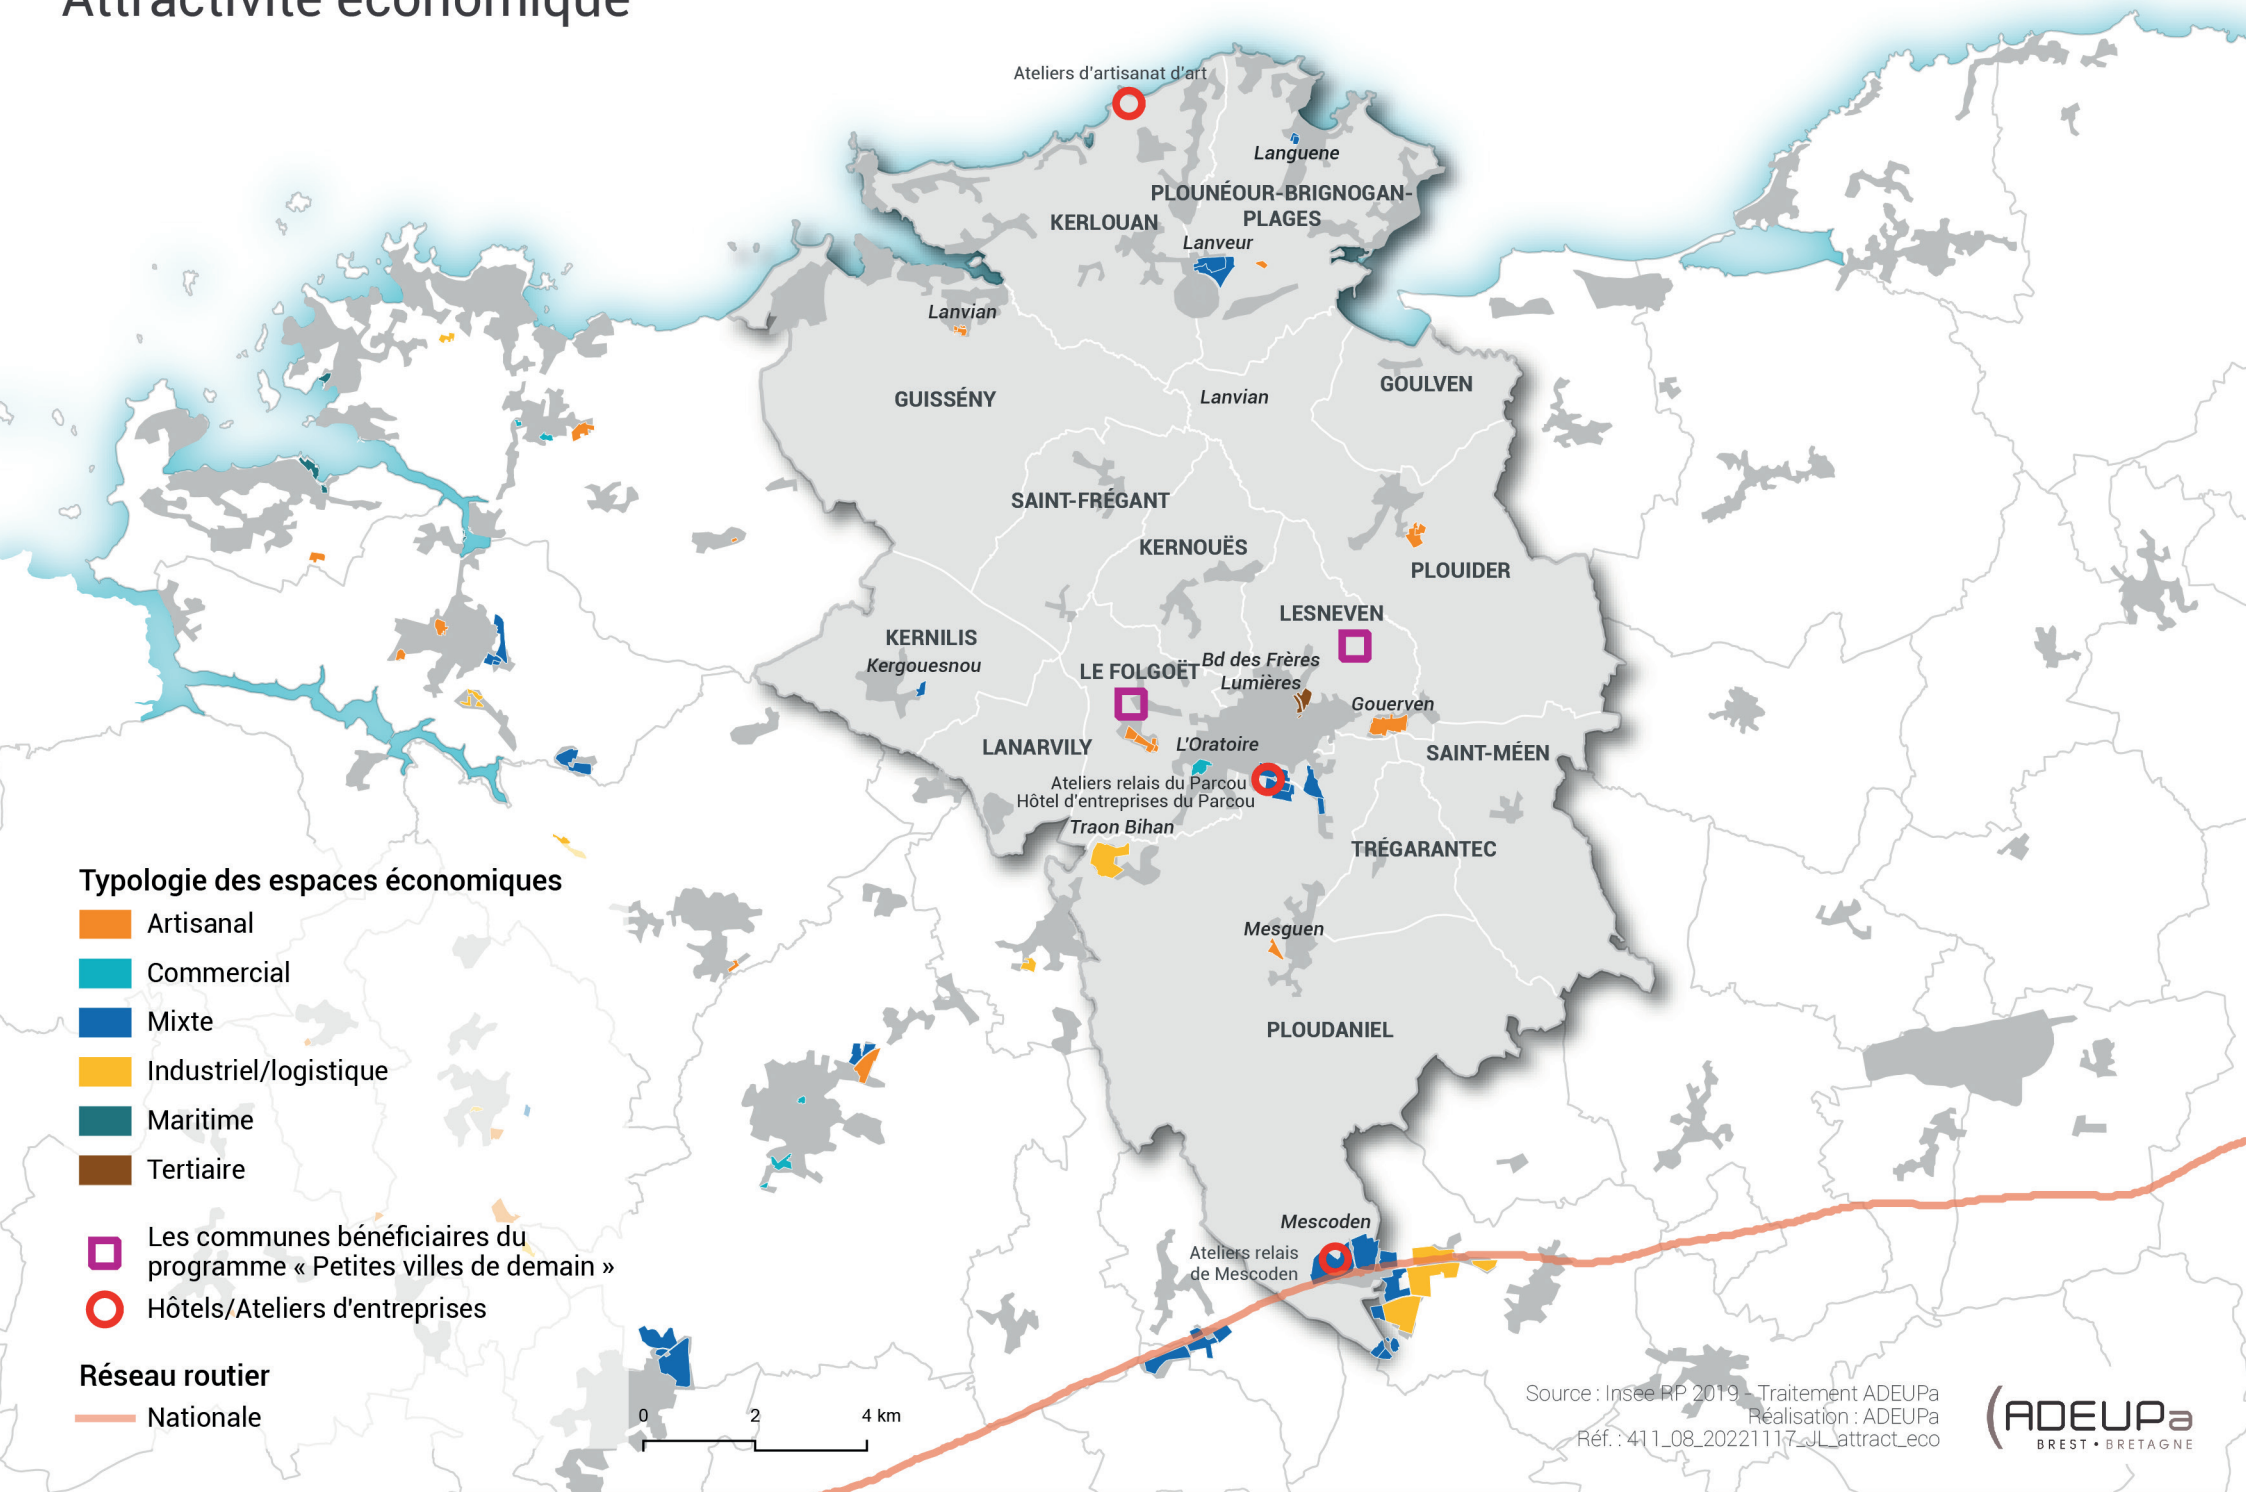 Attractivité économique
Ateliers d'artisanat d'art
Languene
PLOUNÉOUR-BRIGNOGAN-
PLAGES
KERLOUAN
Lanveur
Lanvian
GUISSÉNY
Lanvian
GOULVEN
SAINT-FRÉGANT
KERNOUËS
PLOUIDER
LESNEVEN
KERNILIS
Kergouesnou
LE FOLGOËT
Bd des Frères
Lumières
Gouerven
LANARVILY
L'Oratoire
SAINT-MÉEN
Ateliers relais du Parcou
Hôtel d'entreprises du Parcou
Traon Bihan
TRÉGARANTEC
Mesguen
PLOUDANIEL
Mescoden
Ateliers relais
de Mescoden
Typologie des espaces économiques
Artisanal
Commercial
Mixte
Industriel/logistique
Maritime
Tertiaire
Les communes bénéficiaires du
programme « Petites villes de demain »
Hôtels/Ateliers d'entreprises
Réseau routier
Nationale
0 2 4 km
Source : Insee RP 2019 - Traitement ADEUPa
Réalisation : ADEUPa
Réf. : 411_08_20221117_JL_attract_eco
ADEUPa
BREST • BRETAGNE